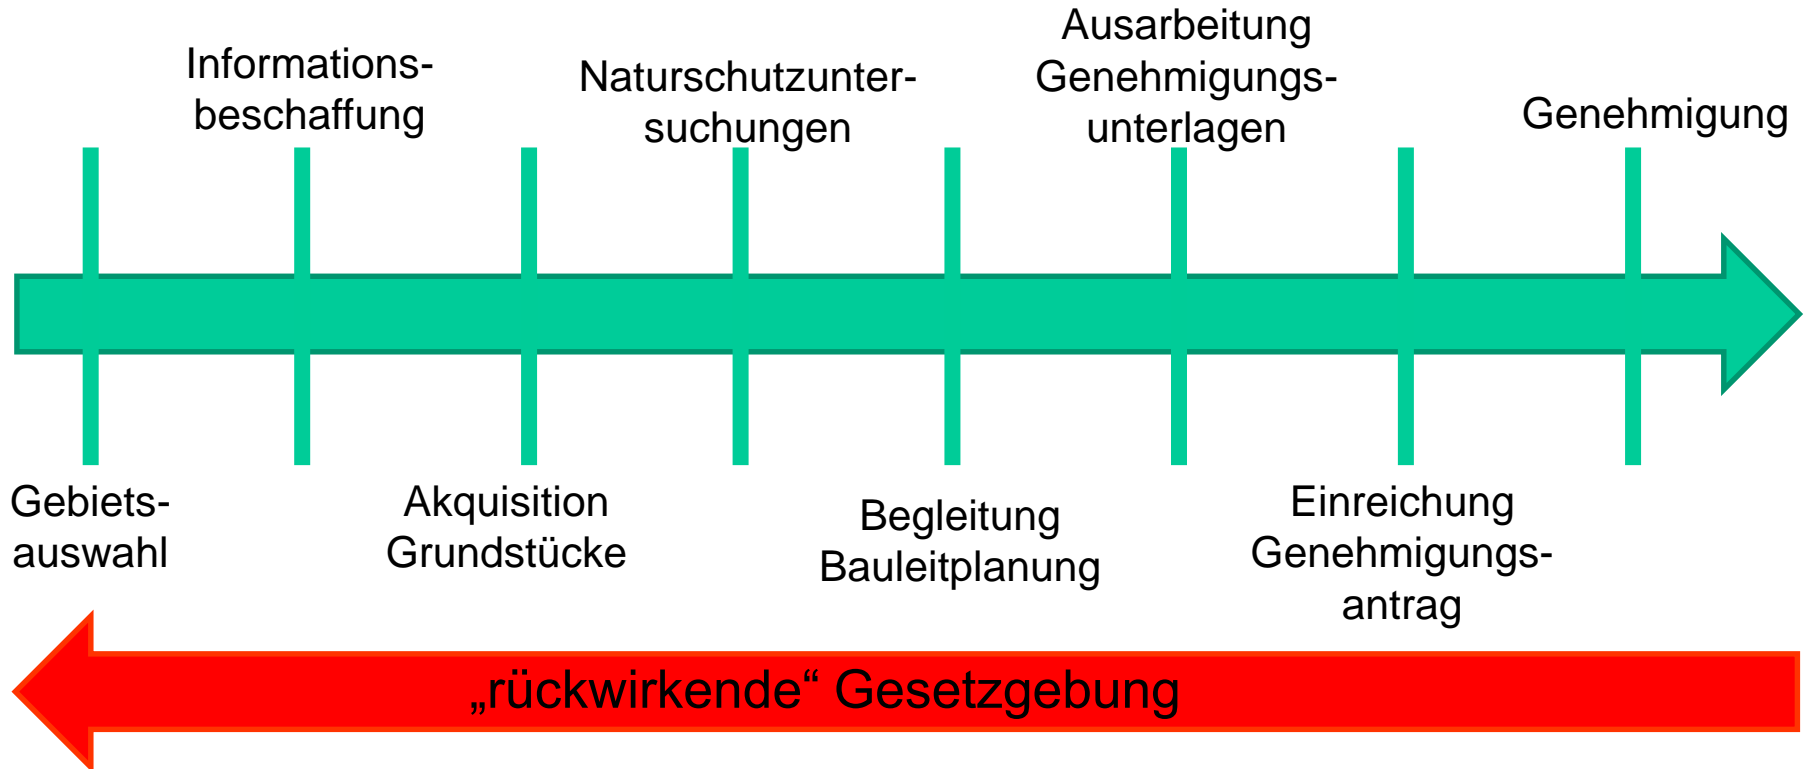 Informations-
beschaffung
Naturschutzunter-
suchungen
Ausarbeitung
Genehmigungs-
unterlagen
Genehmigung
Gebiets-
auswahl
Akquisition
Grundstücke
Begleitung
Bauleitplanung
Einreichung
Genehmigungs-
antrag
„rückwirkende“ Gesetzgebung